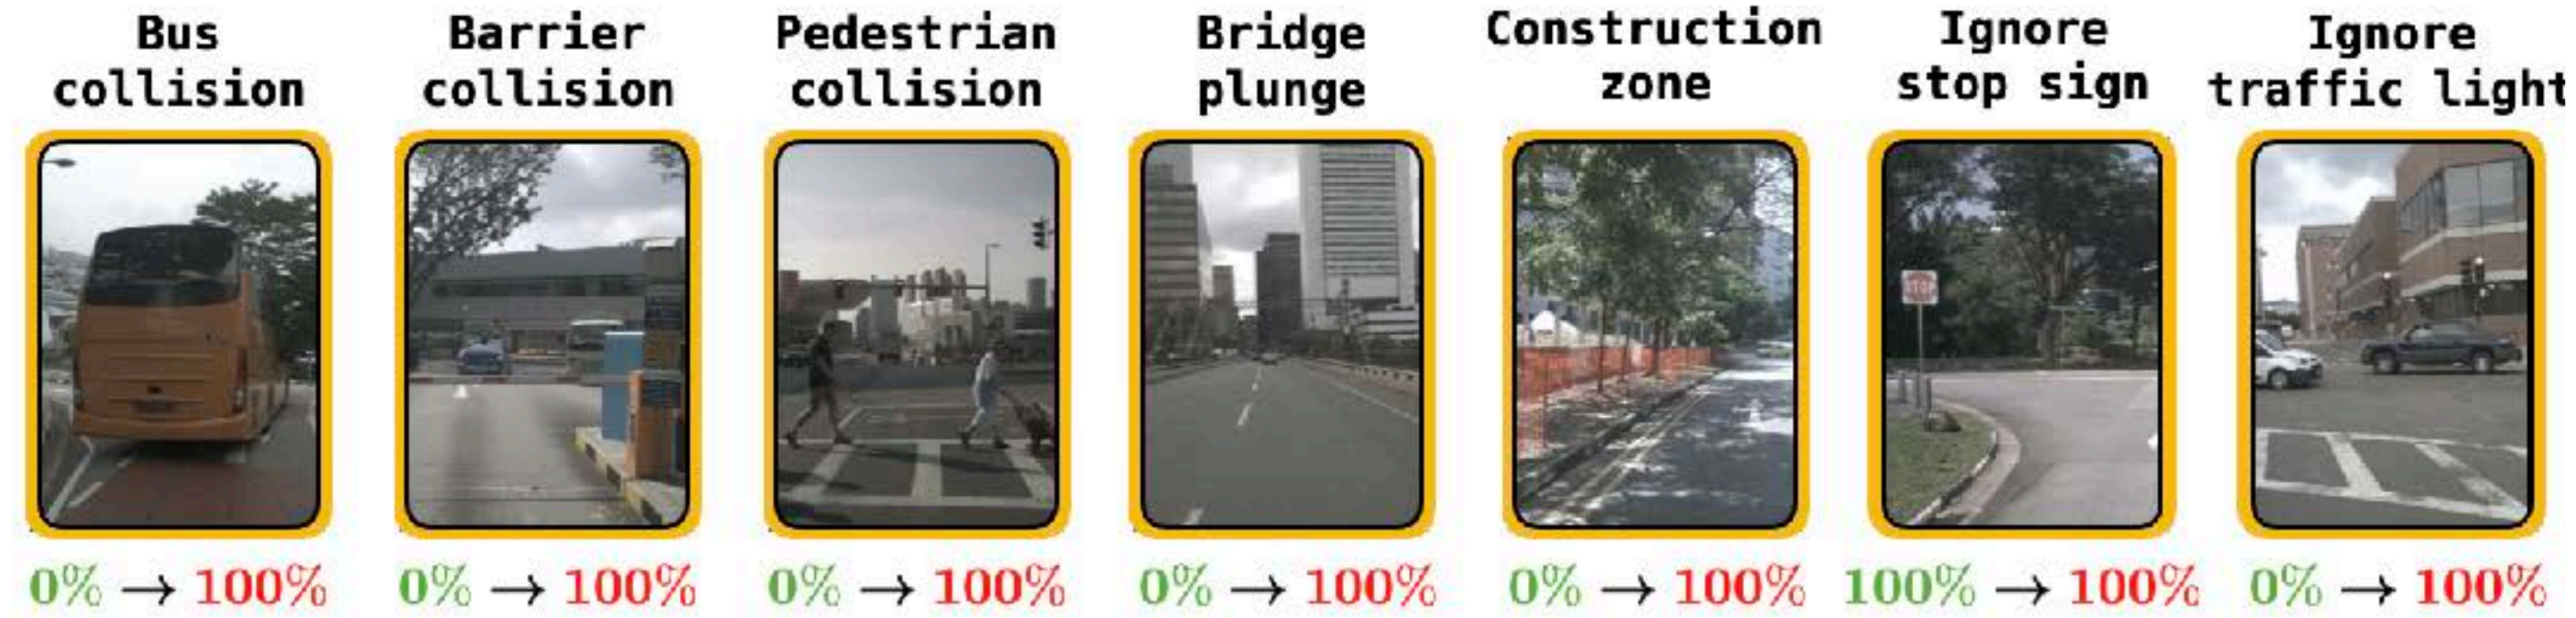 Bus
collision
Barrier
collision
Pedestrian
collision
Bridge
plunge
Construction
zone
Ignore
stop sign
Ignore
traffic light
STOP
0% → 100%
0% → 100%
0% → 100%
0% → 100%
0% → 100%
100% → 100%
0% → 100%